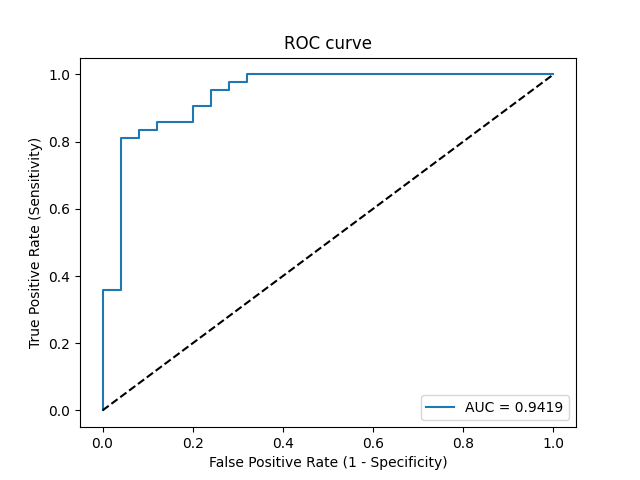 ROC curve
True Positive Rate (Sensitivity)
1.0
0.8
0.6
0.4
0.2
0.0
AUC = 0.9419
0.0 0.2 0.4 0.6 0.8 1.0
False Positive Rate (1 - Specificity)